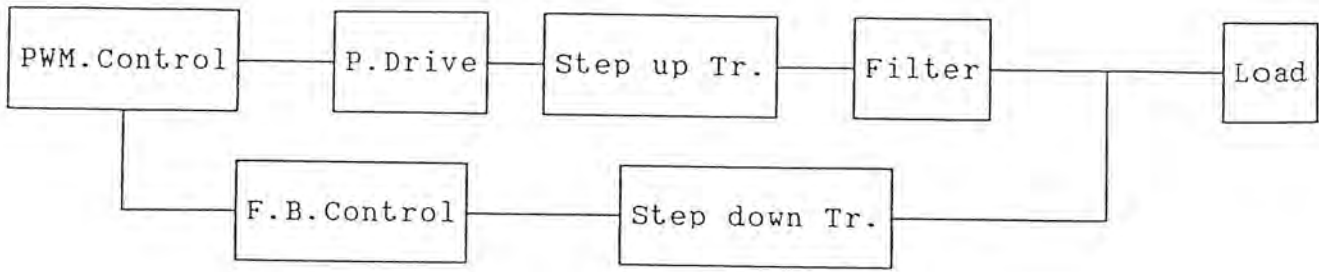 PWM.Control
P.Drive
Step up Tr.
Filter
Load
F.B.Control
Step down Tr.